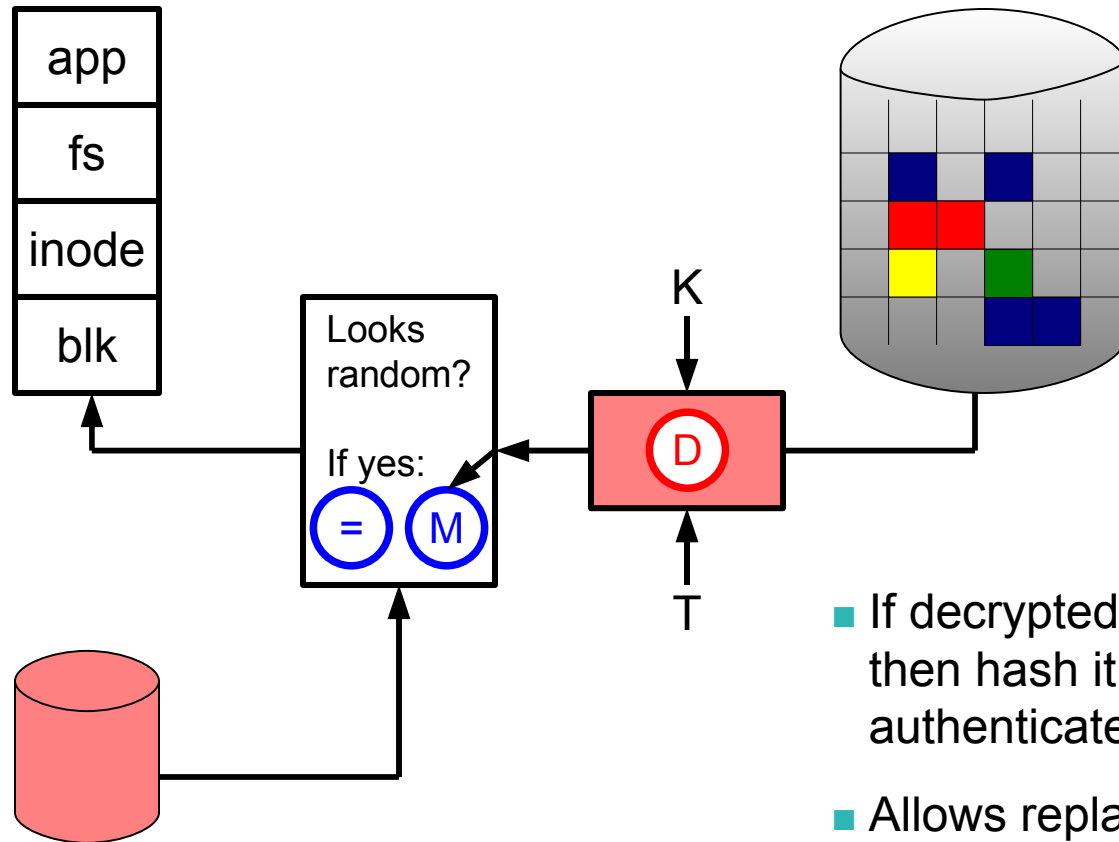 app
fs
inode
blk
Looks
random?
If yes:
=
M
K
D
T
If decrypted
then hash it
authenticate
Allows repla